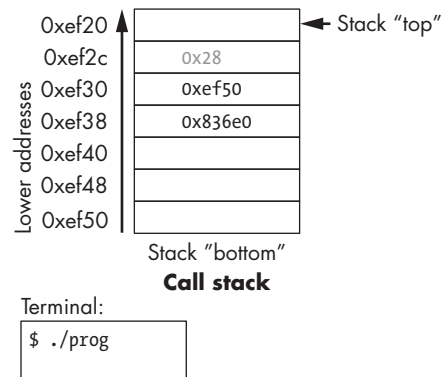 0xef20
Stack "top"
0xef2c 0x28
0xef30 0xef50
0xef38 0x836e0
0xef40
0xef48
0xef50
Lower addresses
Stack "bottom"
Call stack
Terminal:
$ ./prog